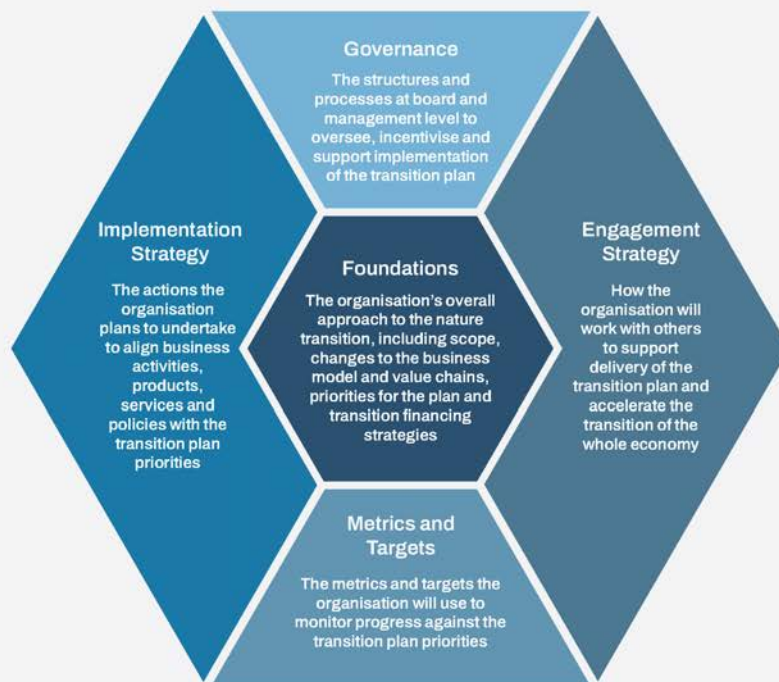 Governance
The structures and
processes at board and
management level to
oversee, incentivise and
support implementation
of the transition plan
Implementation
Strategy
The actions the
organisation
plans to undertake
to align business
activities,
products,
services and
policies with the
transition plan
priorities
Foundations
The organisation's overall
approach to the nature
transition, including scope,
changes to the business
model and value chains,
priorities for the plan and
transition financing
strategies
Engagement
Strategy
How the
organisation will
work with others
to support
delivery of the
transition plan and
accelerate the
transition of the
whole economy
Metrics and
Targets
The metrics and targets the
organisation will use to
monitor progress against the
transition plan priorities